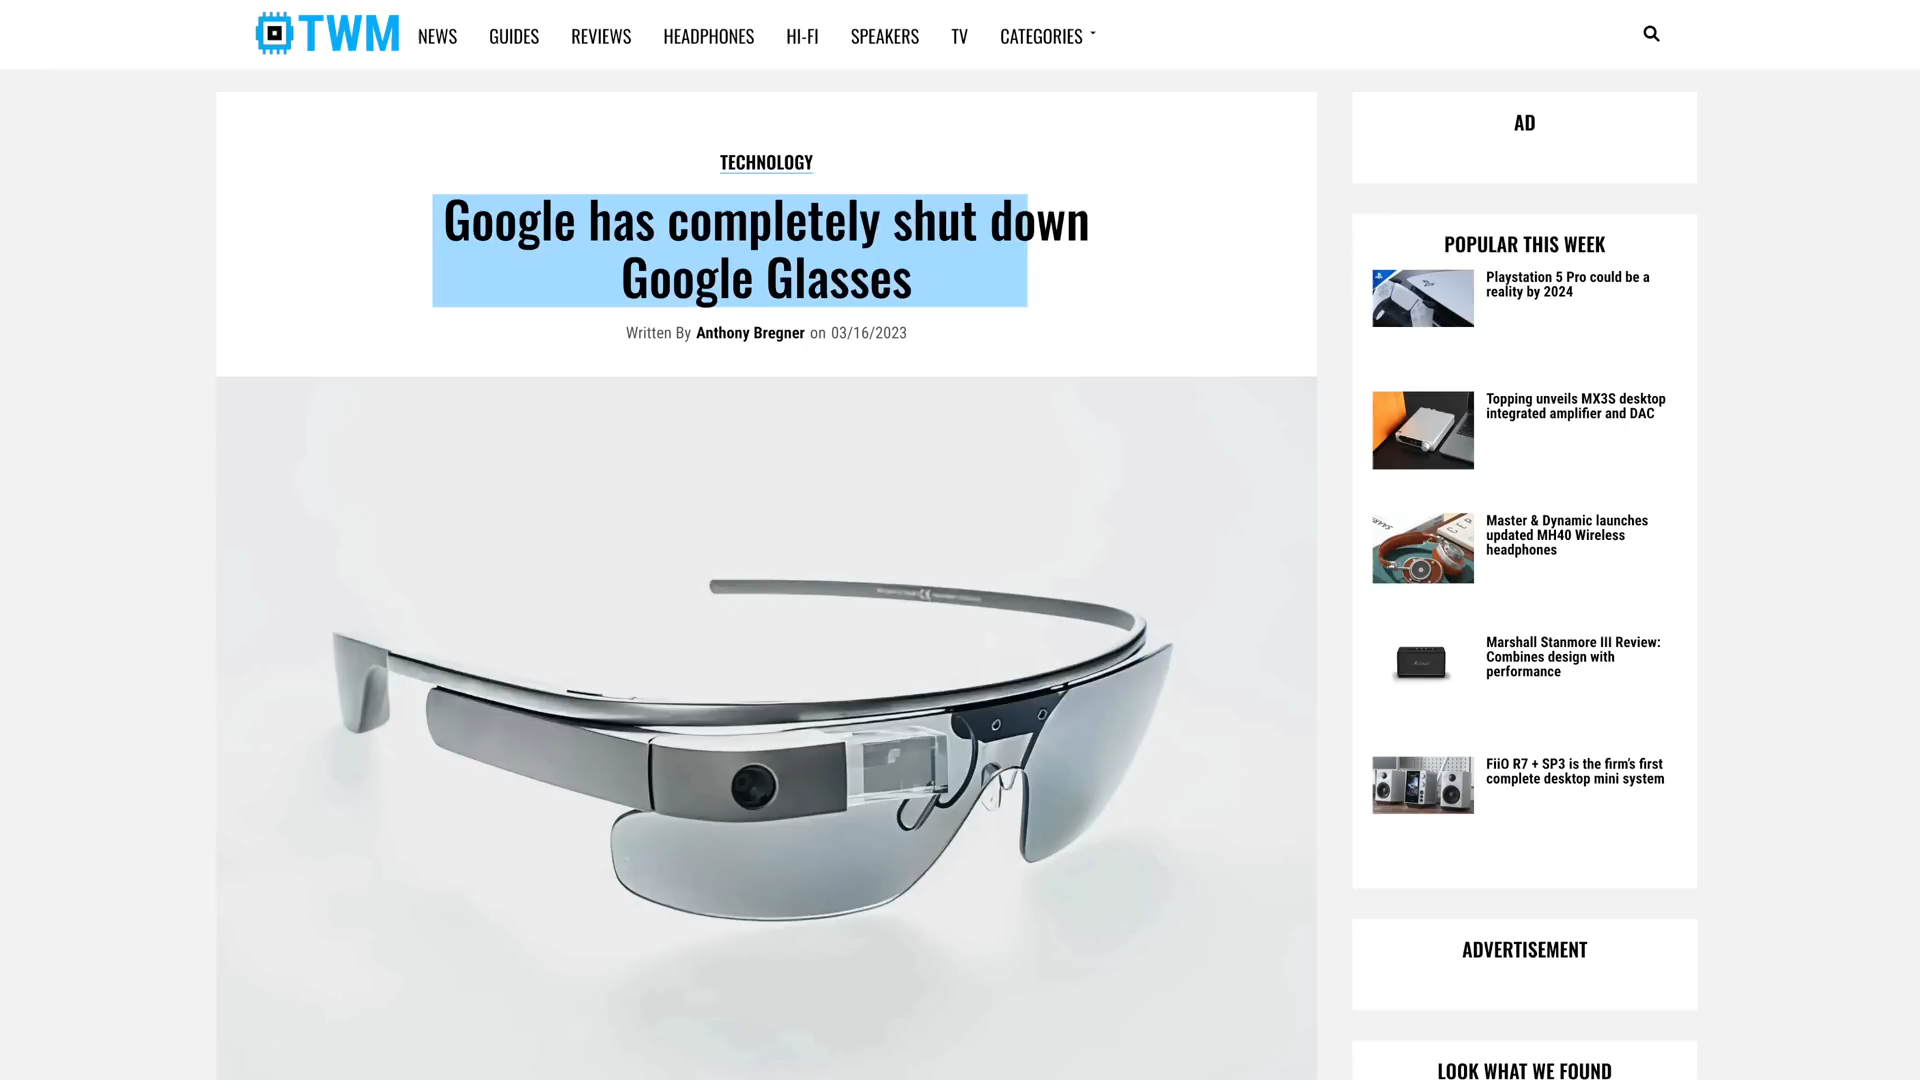 TWM
NEWS
GUIDES
REVIEWS
HEADPHONES
HI-FI
SPEAKERS
TV
CATEGORIES
TECHNOLOGY
Google has completely shut down
Google Glasses
Written By Anthony Bregner on 03/16/2023
AD
POPULAR THIS WEEK
Playstation 5 Pro could be a
reality by 2024
Topping unveils MX3S desktop
integrated amplifier and DAC
Master & Dynamic launches
updated MH40 Wireless
headphones
Marshall Stanmore III Review:
Combines design with
performance
FiiO R7 + SP3 is the firm's first
complete desktop mini system
ADVERTISEMENT
LOOK WHAT WE FOUND